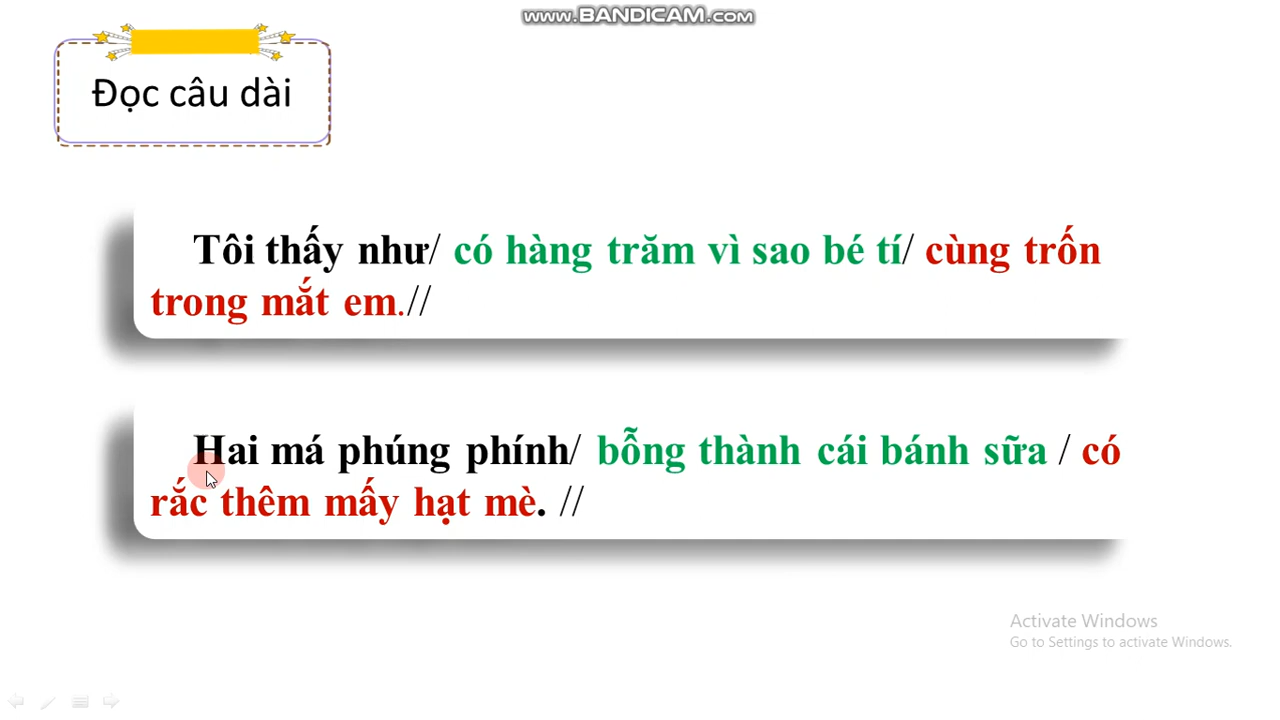 www.BANDICAM.com
Đọc câu dài
Tôi thấy như/ có hàng trăm vì sao bé tí/ cùng trốn
trong mắt em.//
Hai má phúng phính/ bỗng thành cái bánh sữa / có
rắc thêm mấy hạt mè. //
Activate Windows
Go to Settings to activate Windows.